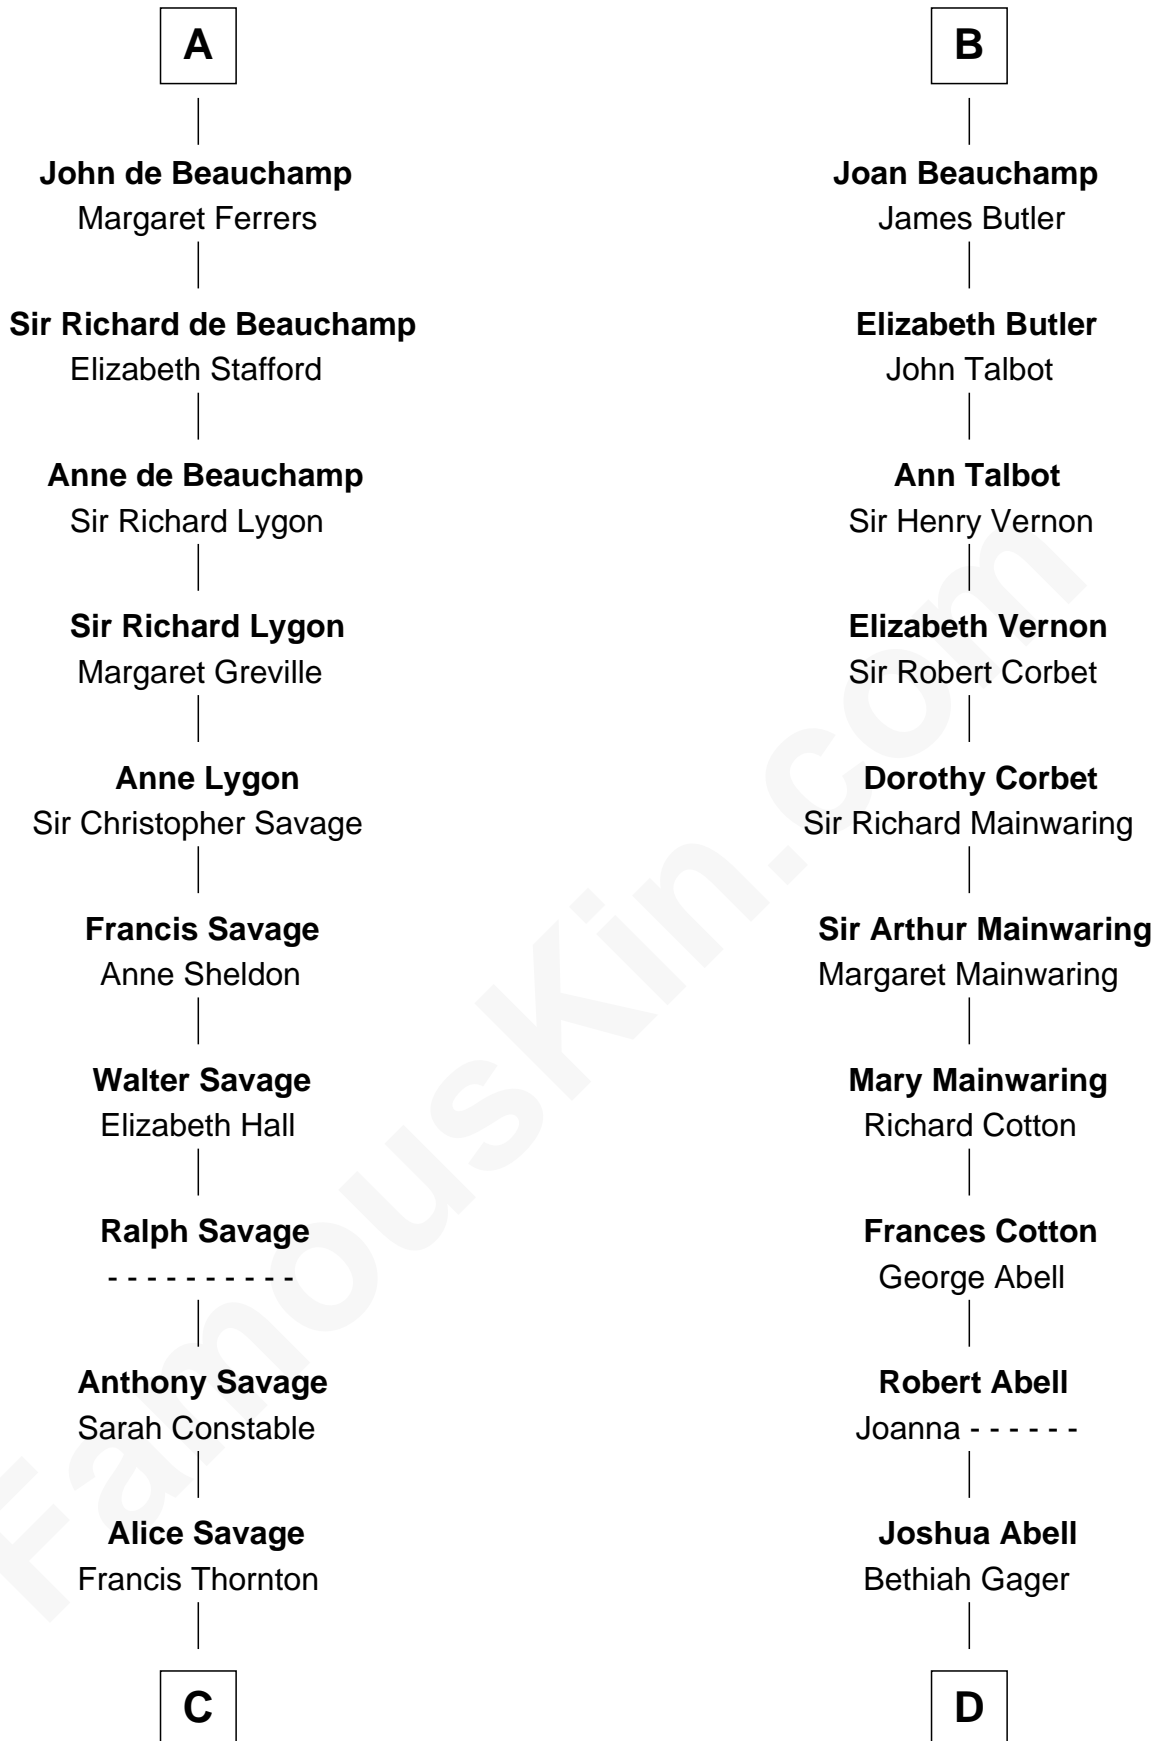 A
John de Beauchamp
Margaret Ferrers
Sir Richard de Beauchamp
Elizabeth Stafford
Anne de Beauchamp
Sir Richard Lygon
Sir Richard Lygon
Margaret Greville
Anne Lygon
Sir Christopher Savage
Francis Savage
Anne Sheldon
Walter Savage
Elizabeth Hall
Ralph Savage
- - - - - - - - - -
Anthony Savage
Sarah Constable
Alice Savage
Francis Thornton
C
B
Joan Beauchamp
James Butler
Elizabeth Butler
John Talbot
Ann Talbot
Sir Henry Vernon
Elizabeth Vernon
Sir Robert Corbet
Dorothy Corbet
Sir Richard Mainwaring
Sir Arthur Mainwaring
Margaret Mainwaring
Mary Mainwaring
Richard Cotton
Frances Cotton
George Abell
Robert Abell
Joanna - - - - - -
Joshua Abell
Bethiah Gager
D
FamousKin.com